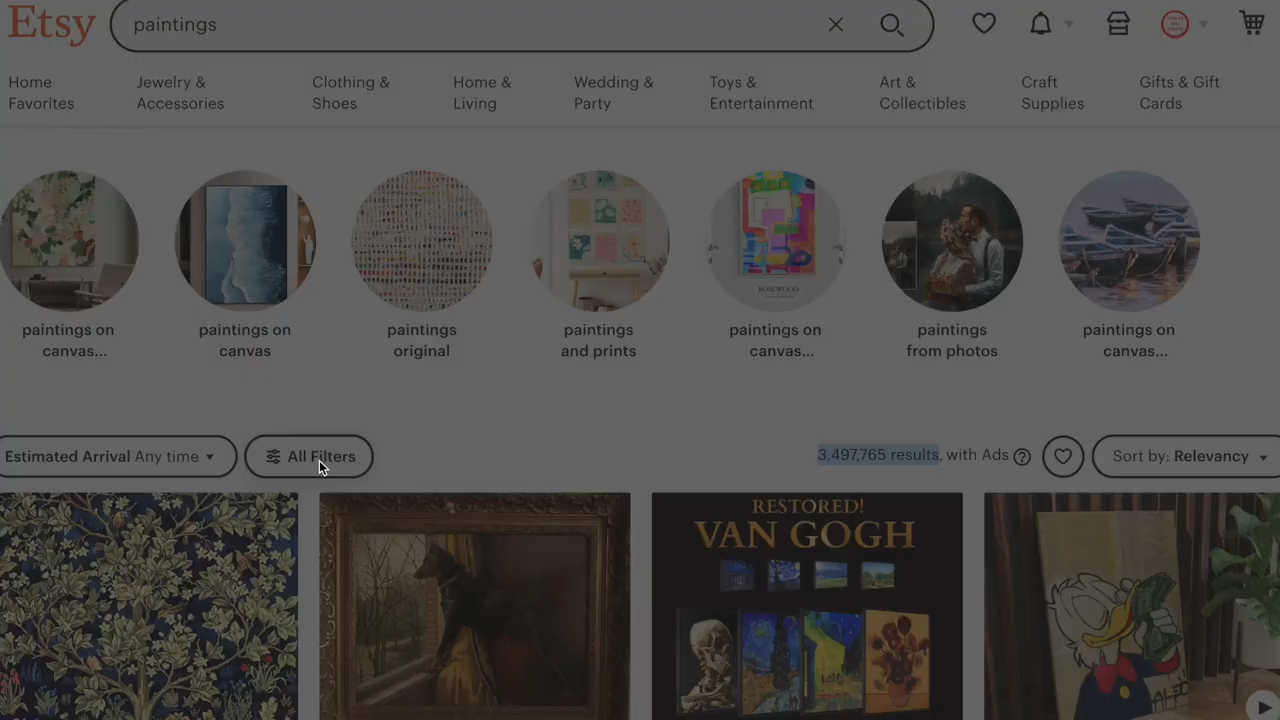 Etsy
paintings
Home
Favorites
Jewelry &
Accessories
Clothing &
Shoes
Home &
Living
Wedding &
Party
Toys &
Entertainment
Art &
Collectibles
Craft
Supplies
Gifts & Gift
Cards
ROSEWOOD
paintings on
canvas...
paintings on
canvas
paintings
original
paintings
and prints
paintings on
canvas...
paintings
from photos
paintings on
canvas...
Estimated Arrival Any time
All Filters
3,497,765 results, with Ads
Sort by: Relevancy
RESTORED!
VAN GOGH